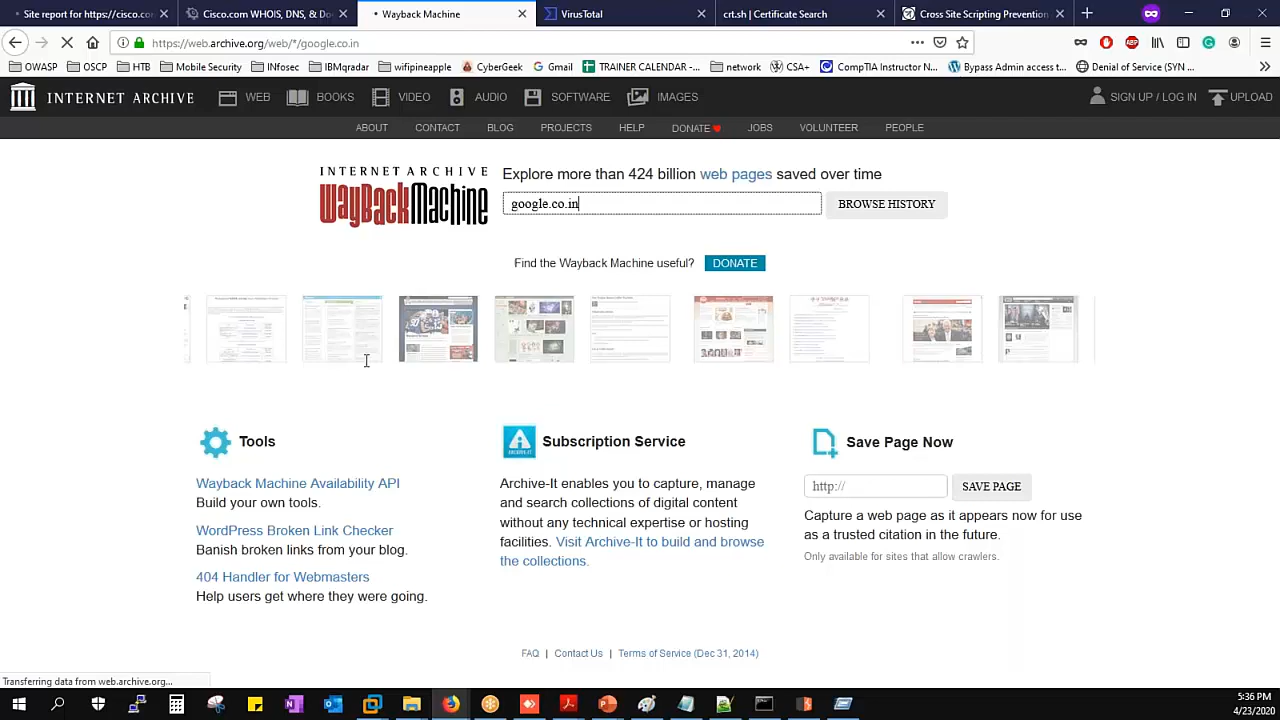 Site report for https://cisco.com
Cisco.com WHOIS, DNS, & Do
Wayback Machine
VirusTotal
crt.sh | Certificate Search
Cross Site Scripting Prevention
https://web.archive.org/web/*/google.co.in
OWASP
OSCP
HTB
Mobile Security
INfosec
IBMqradar
wifipineapple
CyberGeek
Gmail
TRAINER CALENDAR -...
network
CSA+
CompTIA Instructor N...
Bypass Admin access t...
Denial of Service (SYN ...
INTERNET ARCHIVE
WEB
BOOKS
VIDEO
AUDIO
SOFTWARE
IMAGES
SIGN UP / LOG IN
UPLOAD
ABOUT
CONTACT
BLOG
PROJECTS
HELP
DONATE
JOBS
VOLUNTEER
PEOPLE
INTERNET ARCHIVE
WayBackMachine
Explore more than 424 billion web pages saved over time
google.co.in
BROWSE HISTORY
Find the Wayback Machine useful?
DONATE
Tools
Wayback Machine Availability API
Build your own tools.
WordPress Broken Link Checker
Banish broken links from your blog.
404 Handler for Webmasters
Help users get where they were going.
Subscription Service
Archive-It enables you to capture, manage
and search collections of digital content
without any technical expertise or hosting
facilities. Visit Archive-It to build and browse
the collections.
Save Page Now
http://
SAVE PAGE
Capture a web page as it appears now for use
as a trusted citation in the future.
Only available for sites that allow crawlers.
FAQ | Contact Us | Terms of Service (Dec 31, 2014)
Transferring data from web.archive.org...
5:36 PM
4/23/2020